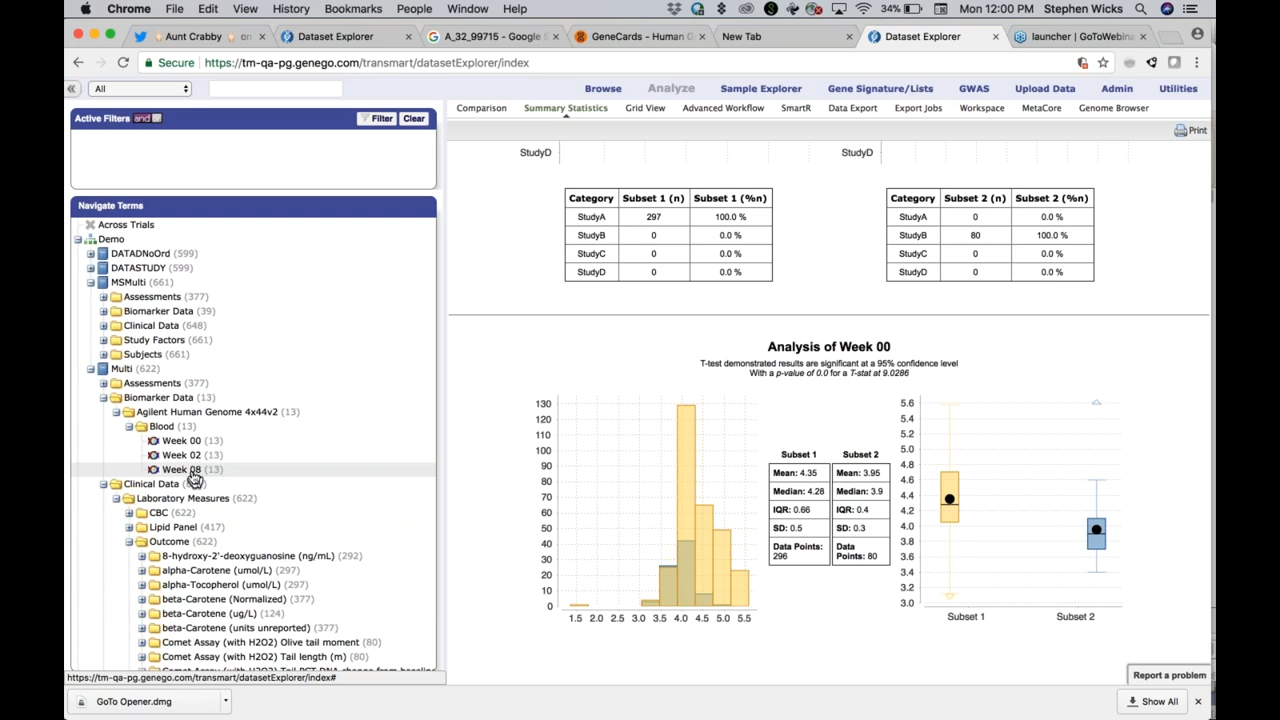 Chrome File Edit View History Bookmarks People Window Help 34% Mon 12:00 PM Stephen Wicks
Aunt Crabby on
Dataset Explorer
A_32_99715 - Google S
GeneCards - Human G
New Tab
Dataset Explorer
launcher | GoToWebina
Secure https://tm-qa-pg.genego.com/transmart/datasetExplorer/index
All Browse Analyze Sample Explorer Gene Signature/Lists GWAS Upload Data Admin Utilities
Comparison Summary Statistics Grid View Advanced Workflow SmartR Data Export Export Jobs Workspace MetaCore Genome Browser
Active Filters and Filter Clear
Print
Navigate Terms
Across Trials
Demo
DATADNoOrd (599)
DATASTUDY (599)
MSMulti (661)
Assessments (377)
Biomarker Data (39)
Clinical Data (648)
Study Factors (661)
Subjects (661)
Multi (622)
Assessments (377)
Biomarker Data (13)
Agilent Human Genome 4x44v2 (13)
Blood (13)
Week 00 (13)
Week 02 (13)
Week 08 (13)
Clinical Data
Laboratory Measures (622)
CBC (622)
Lipid Panel (417)
Outcome (622)
8-hydroxy-2'-deoxyguanosine (ng/mL) (292)
alpha-Carotene (umol/L) (297)
alpha-Tocopherol (umol/L) (297)
beta-Carotene (Normalized) (377)
beta-Carotene (ug/L) (124)
beta-Carotene (units unreported) (377)
Comet Assay (with H2O2) Olive tail moment (80)
Comet Assay (with H2O2) Tail length (m) (80)
StudyD StudyD
Category Subset 1 (n) Subset 1 (%n)
StudyA 297 100.0 %
StudyB 0 0.0 %
StudyC 0 0.0 %
StudyD 0 0.0 %
Category Subset 2 (n) Subset 2 (%n)
StudyA 0 0.0 %
StudyB 80 100.0 %
StudyC 0 0.0 %
StudyD 0 0.0 %
Analysis of Week 00
T-test demonstrated results are significant at a 95% confidence level
With a p-value of 0.0 for a T-stat at 9.0286
130
120
110
100
90
80
70
60
50
40
30
20
10
0
1.5 2.0 2.5 3.0 3.5 4.0 4.5 5.0 5.5
Subset 1 Subset 2
Mean: 4.35 Mean: 3.95
Median: 4.28 Median: 3.9
IQR: 0.66 IQR: 0.4
SD: 0.5 SD: 0.3
Data Points: 296 Data Points: 80
5.6
5.4
5.2
5.0
4.8
4.6
4.4
4.2
4.0
3.8
3.6
3.4
3.2
3.0
Subset 1 Subset 2
Report a problem
https://tm-qa-pg.genego.com/transmart/datasetExplorer/index#
GoTo Opener.dmg Show All